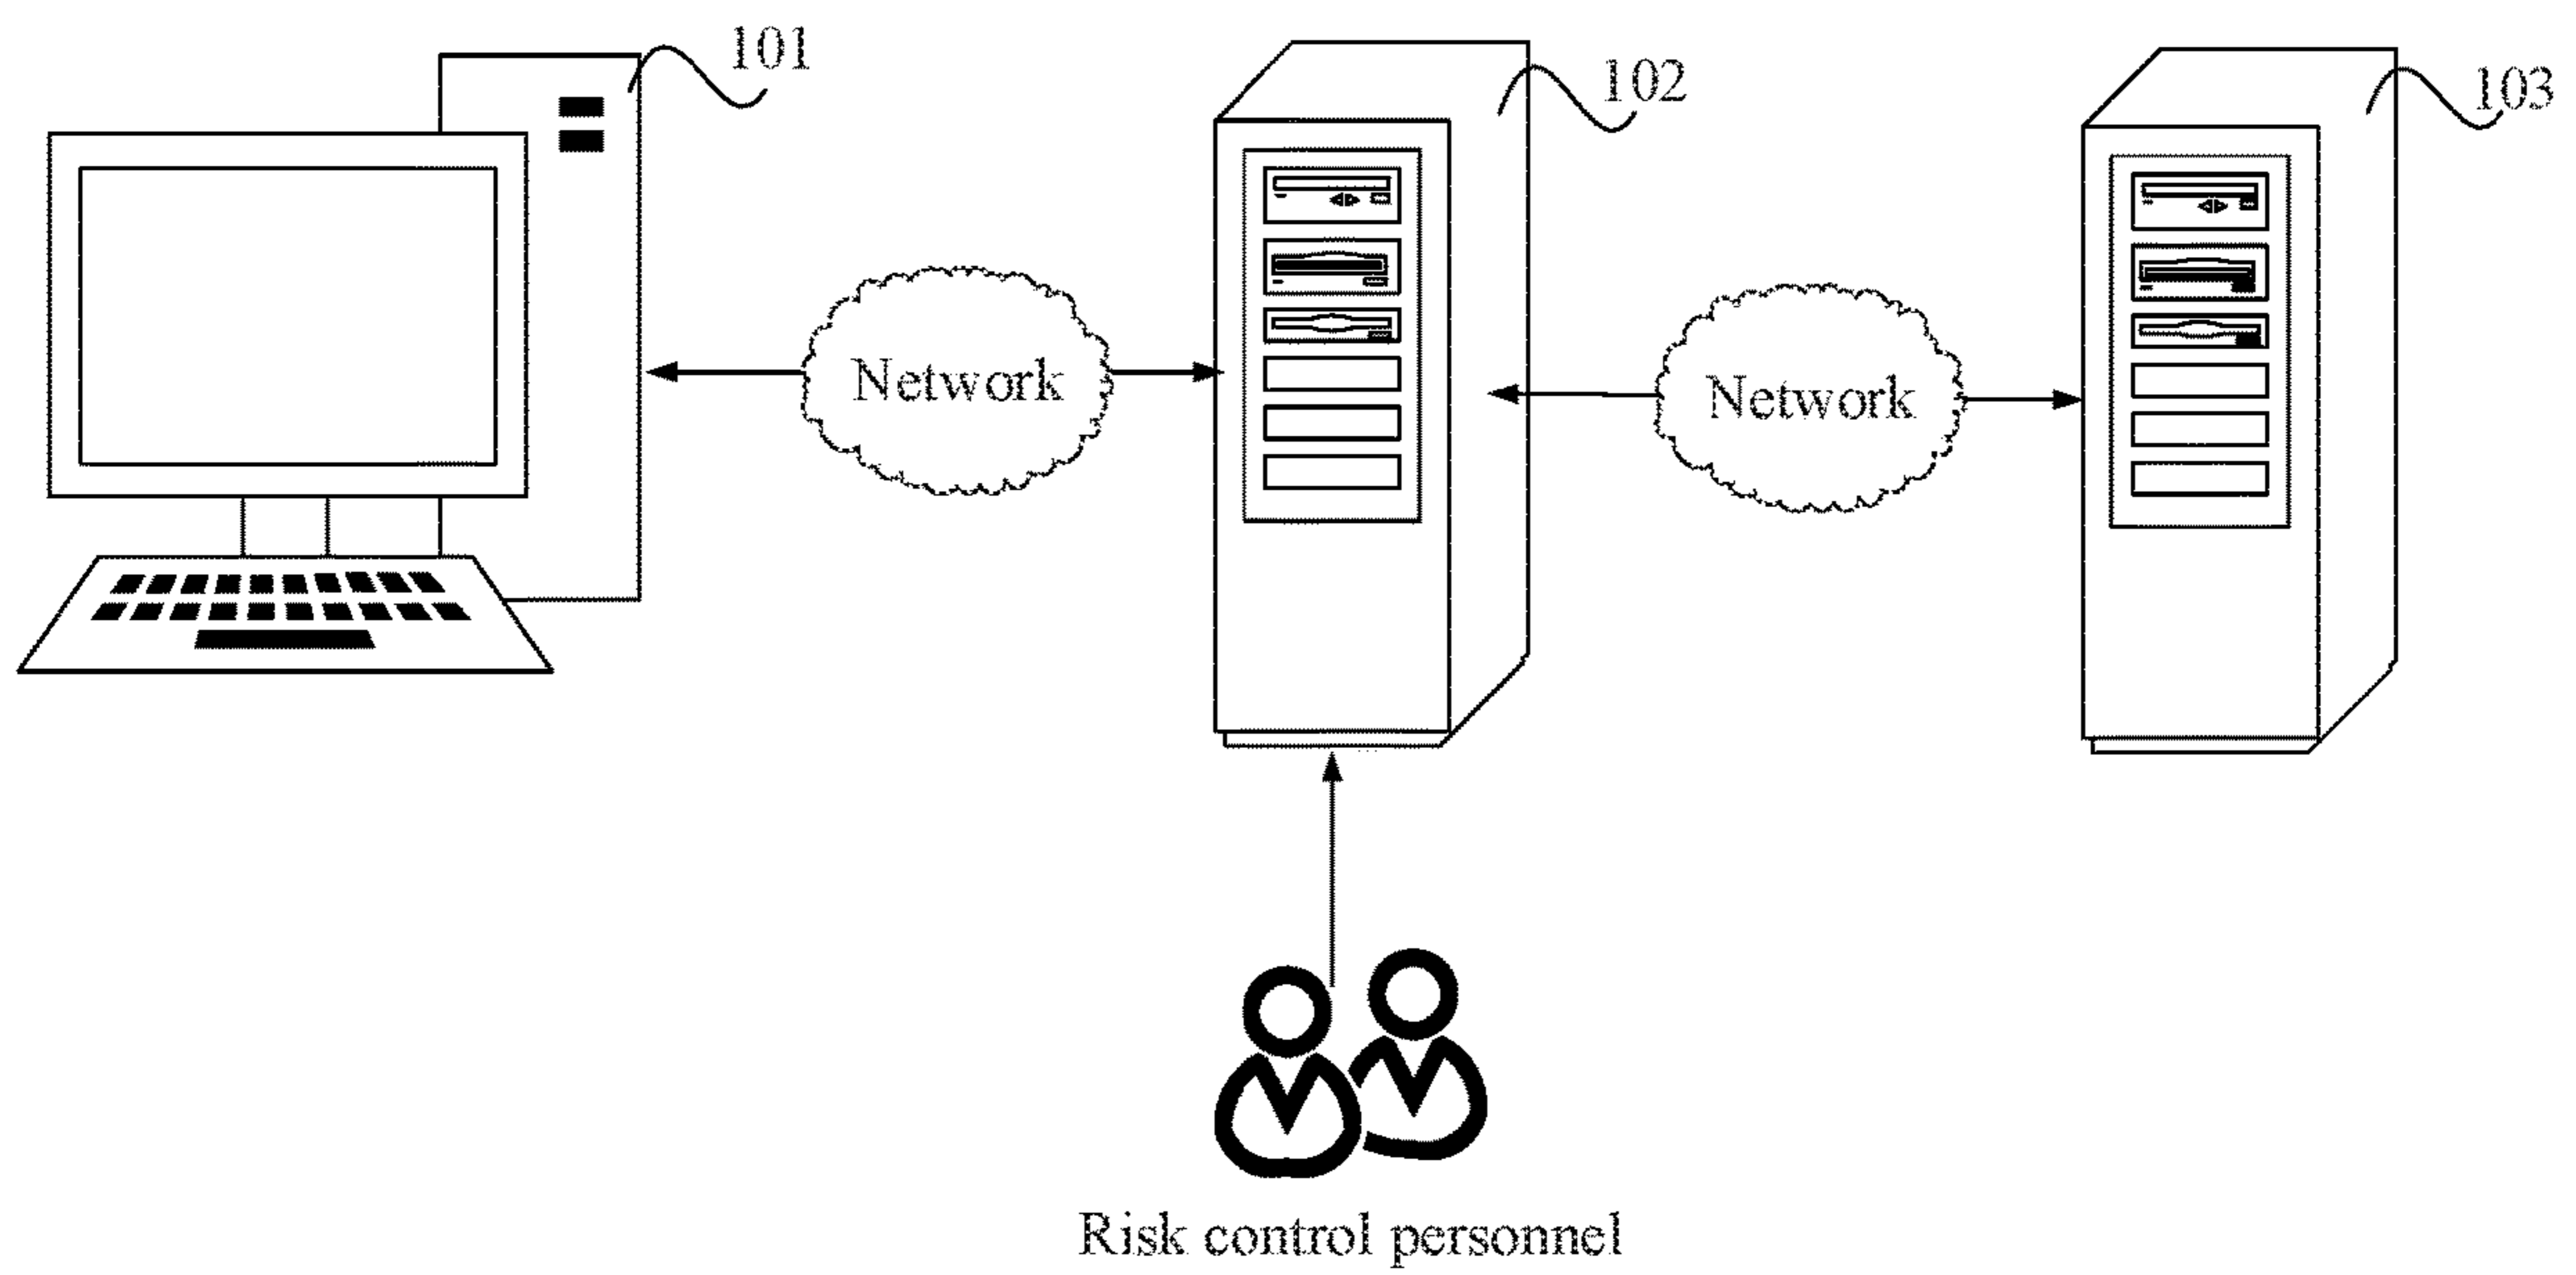 101
102
103
Network
Network
Risk control personnel